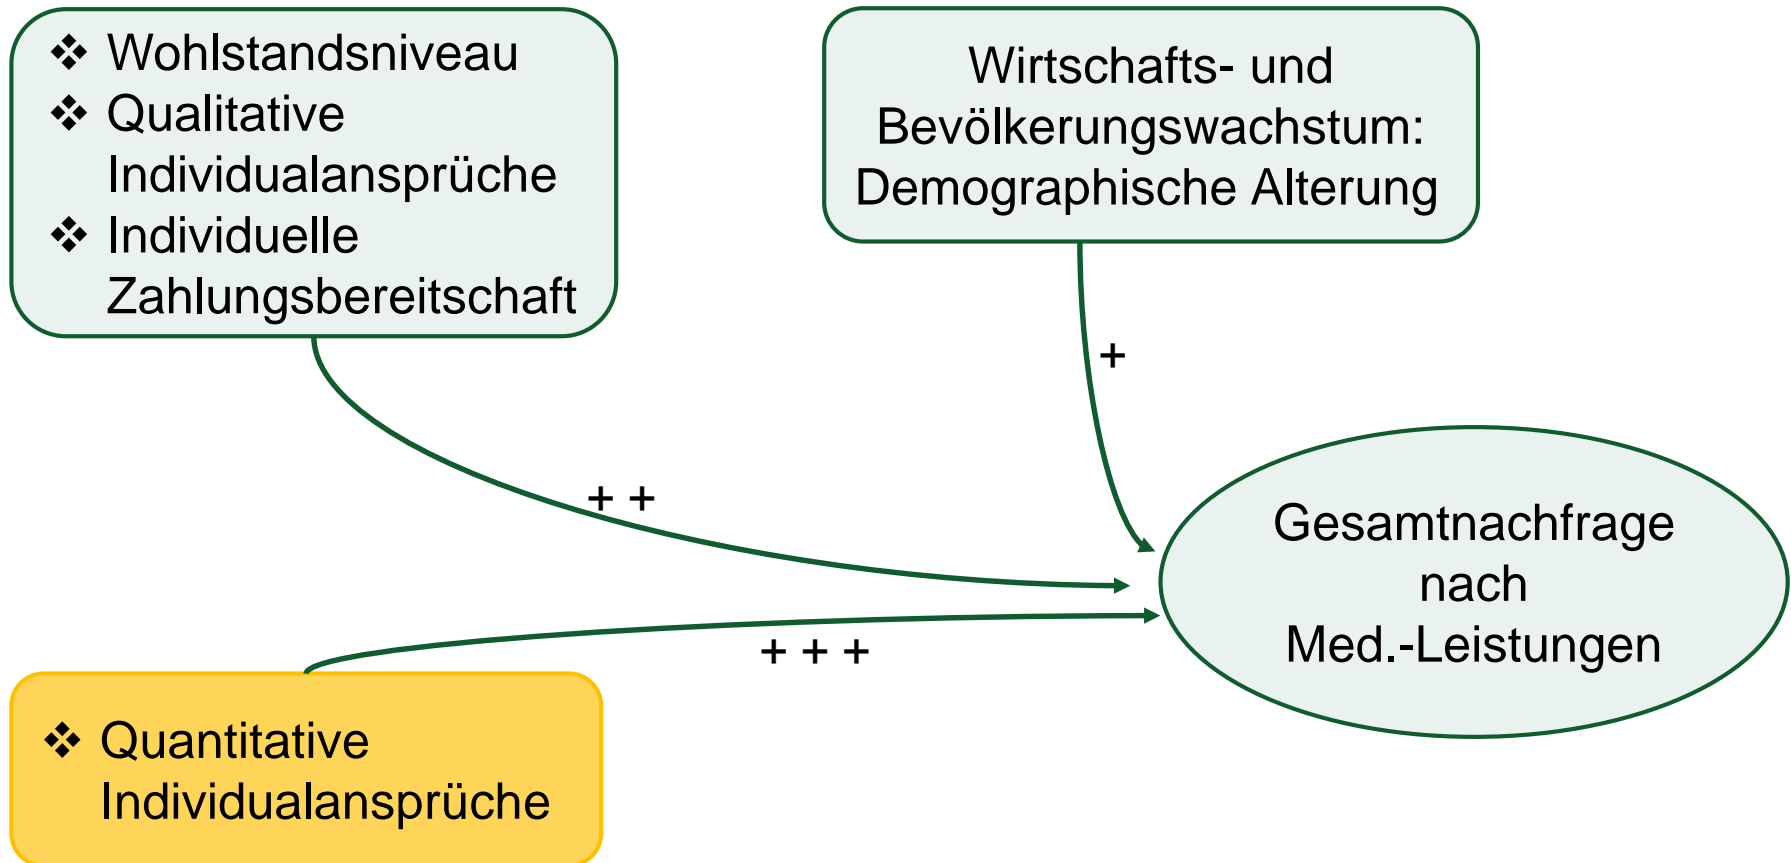 ❖ Wohlstandsniveau
❖ Qualitative
Individualansprüche
❖ Individuelle
Zahlungsbereitschaft
Wirtschafts- und
Bevölkerungswachstum:
Demographische Alterung
+
+ +
+ + +
Gesamtnachfrage
nach
Med.-Leistungen
❖ Quantitative
Individualansprüche